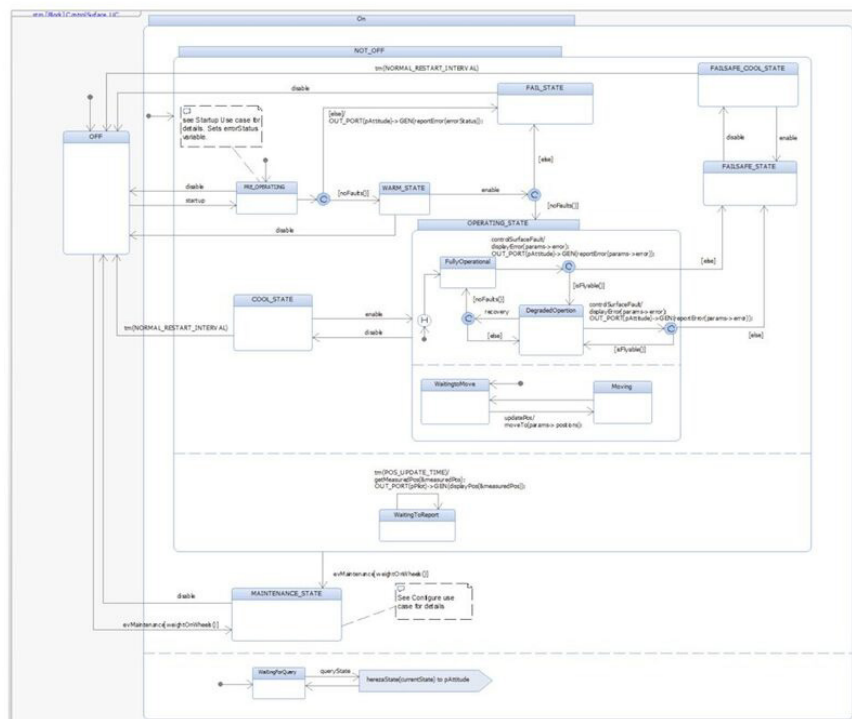 On
NOT_OFF
tm(NORMAL_RESTART_INTERVAL)
FAILSAFE_COOL_STATE
disable
FAIL_STATE
see Startup Use case for
details. Sets errorStatus
variable.
[else]/
OUT_PORT(pAttitude)->GEN(reportError(errorStatus));
OFF
disable
enable
[else]
FAILSAFE_STATE
disable
PRE_OPERATING
[noFaults()]
WARM_STATE
enable
startup
[noFaults()]
OPERATING_STATE
disable
controlSurfaceFault/
displayError(params->error);
OUT_PORT(pAttitude)->GEN(reportError(params->error));
FullyOperational
[else]
[isFlyable()]
COOL_STATE
[noFaults()]
controlSurfaceFault/
displayError(params->error);
OUT_PORT(pAttitude)->GEN(reportError(params->error));
enable
recovery
DegradedOpertion
H
tm(NORMAL_RESTART_INTERVAL)
disable
[else]
[isFlyable()]
[else]
WaitingtoMove
Moving
updatePos/
moveTo(params->positions)
tm(POS_UPDATE_TIME)/
getMeasuredPos(&measuredPos);
OUT_PORT(pPilot)->GEN(displayPos(&measuredPos));
WaitingToReport
evMaintenance[weightOnWheels()]
MAINTENANCE_STATE
disable
See Configure use
case for details
evMaintenance[weightOnWheels()]
WaitingForQuery
queryState
herezaState(currentState) to pAttitude